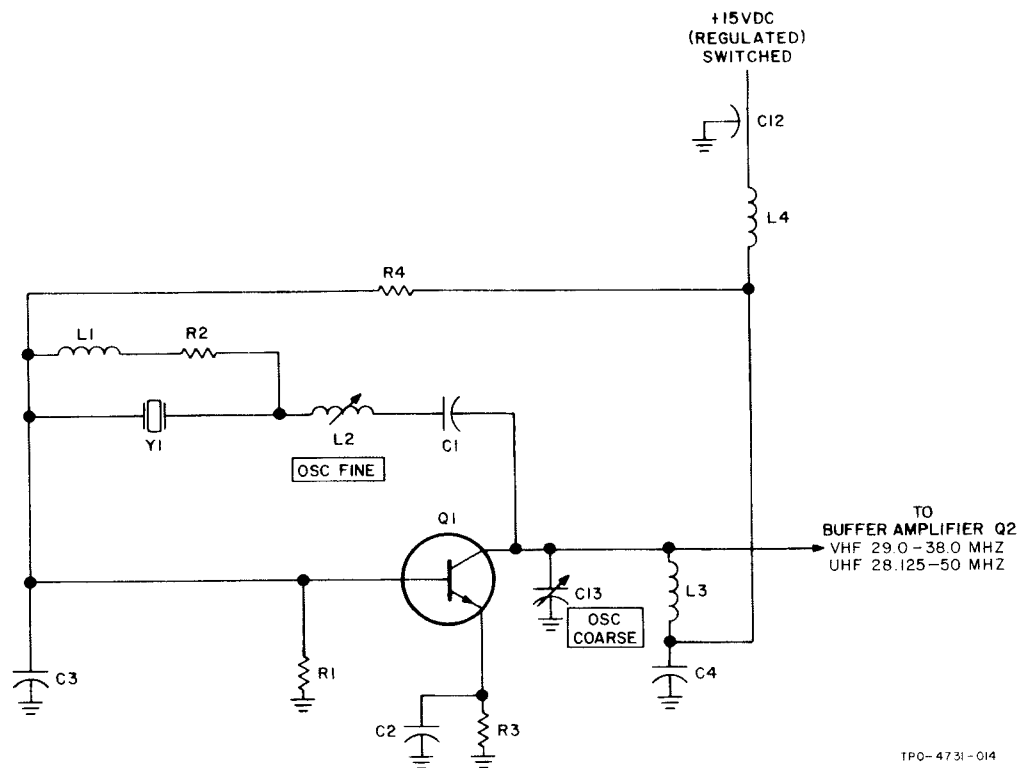 +15VDC
(REGULATED)
SWITCHED
C12
L4
R4
L1
R2
Y1
L2
C1
OSC FINE
Q1
TO
BUFFER AMPLIFIER Q2
VHF 29.0-38.0 MHZ
UHF 28.125-50 MHZ
C13
L3
OSC
COARSE
C3
R1
C4
C2
R3
TPO-4731-014